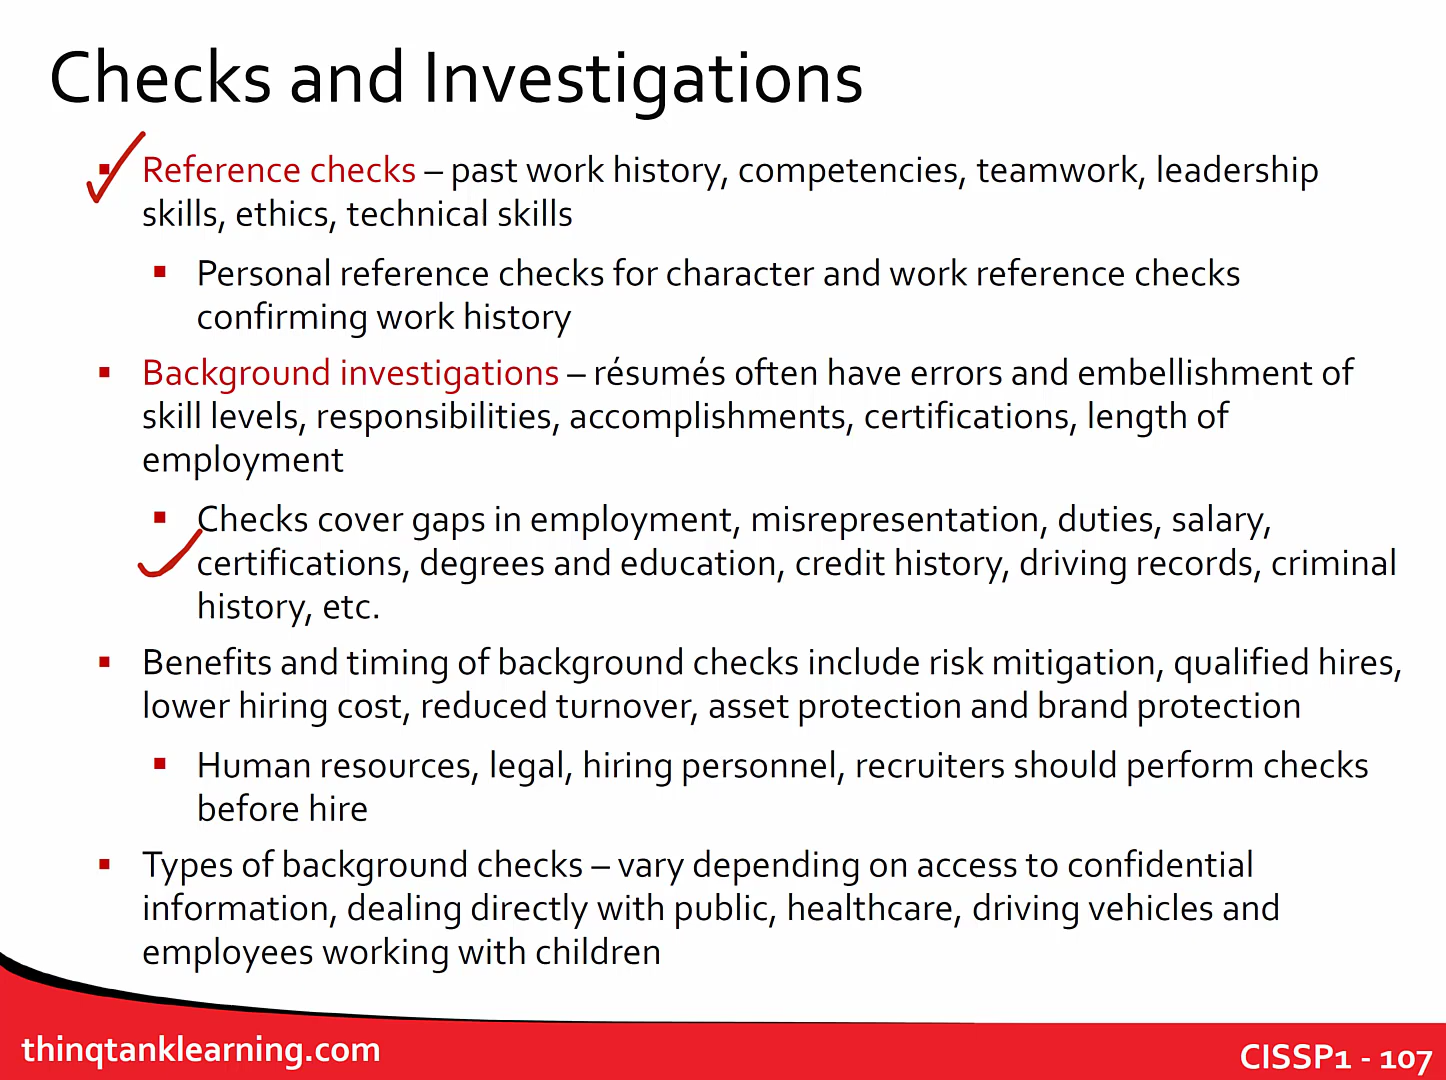 Checks and Investigations
Reference checks – past work history, competencies, teamwork, leadership
skills, ethics, technical skills
Personal reference checks for character and work reference checks
confirming work history
Background investigations – résumés often have errors and embellishment of
skill levels, responsibilities, accomplishments, certifications, length of
employment
Checks cover gaps in employment, misrepresentation, duties, salary,
certifications, degrees and education, credit history, driving records, criminal
history, etc.
Benefits and timing of background checks include risk mitigation, qualified hires,
lower hiring cost, reduced turnover, asset protection and brand protection
Human resources, legal, hiring personnel, recruiters should perform checks
before hire
Types of background checks – vary depending on access to confidential
information, dealing directly with public, healthcare, driving vehicles and
employees working with children
thinqtanklearning.com
CISSP1 - 107